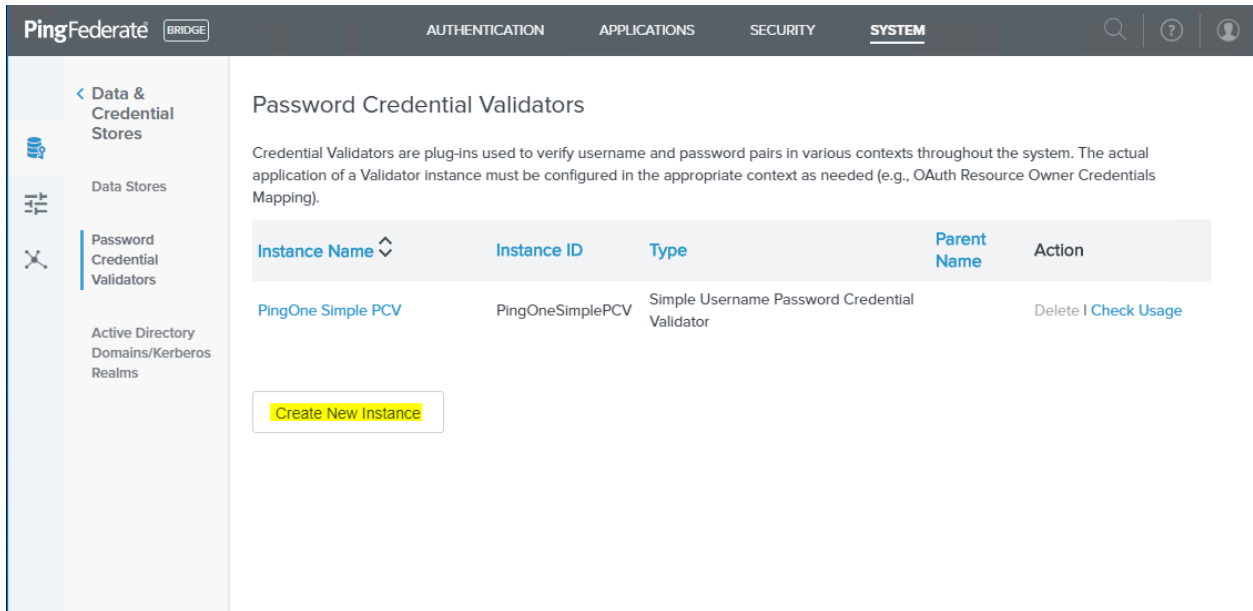 PingFederate BRIDGE AUTHENTICATION APPLICATIONS SECURITY SYSTEM ?
< Data &
Credential
Stores
Data Stores
Password
Credential
Validators
Active Directory
Domains/Kerberos
Realms
Password Credential Validators
Credential Validators are plug-ins used to verify username and password pairs in various contexts throughout the system. The actual
application of a Validator instance must be configured in the appropriate context as needed (e.g., OAuth Resource Owner Credentials
Mapping).
Instance Name Instance ID Type Parent Name Action
PingOne Simple PCV PingOneSimplePCV Simple Username Password Credential Validator Delete | Check Usage
Create New Instance